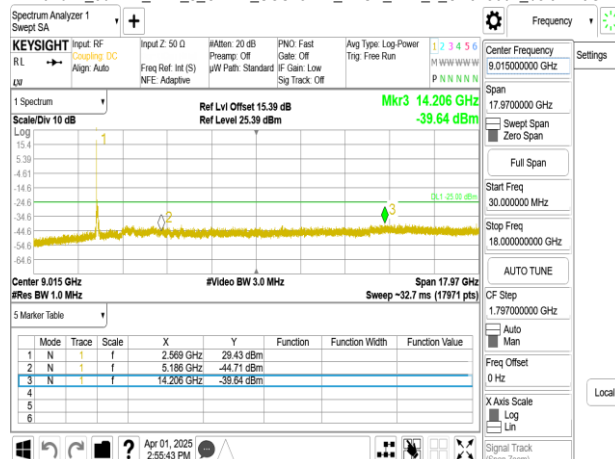 Spectrum Analyzer 1
Swept SA
+
Frequency
KEYSIGHT
RL
Input: RF
Coupling: DC
Align: Auto
Input Z: 50 Ω
Freq Ref: Int (S)
NFE: Adaptive
#Atten: 20 dB
Preamp: Off
µW Path: Standard
PNO: Fast
Gate: Off
IF Gain: Low
Sig Track: Off
Avg Type: Log-Power
Trig: Free Run
1 2 3 4 5 6
M W W W W W
P N N N N N
1 Spectrum
Scale/Div 10 dB
Ref Lvl Offset 15.39 dB
Ref Level 25.39 dBm
Mkr3 14.206 GHz
-39.64 dBm
Log
15.4
5.39
-4.61
-14.6
-24.6
-34.6
-44.6
-54.6
-64.6
1
2
3
DL1 -25.00 dBm
Center 9.015 GHz
#Res BW 1.0 MHz
#Video BW 3.0 MHz
Span 17.97 GHz
Sweep ~32.7 ms (17971 pts)
5 Marker Table
Mode Trace Scale X Y Function Function Width Function Value
1 N 1 f 2.569 GHz 29.43 dBm
2 N 1 f 5.186 GHz -44.71 dBm
3 N 1 f 14.206 GHz -39.64 dBm
4
5
6
Apr 01, 2025
2:55:43 PM
Center Frequency
9.015000000 GHz
Settings
Span
17.9700000 GHz
Swept Span
Zero Span
Full Span
Start Freq
30.000000 MHz
Stop Freq
18.000000000 GHz
AUTO TUNE
CF Step
1.797000000 GHz
Auto
Man
Freq Offset
0 Hz
X Axis Scale
Log
Lin
Local
Signal Track